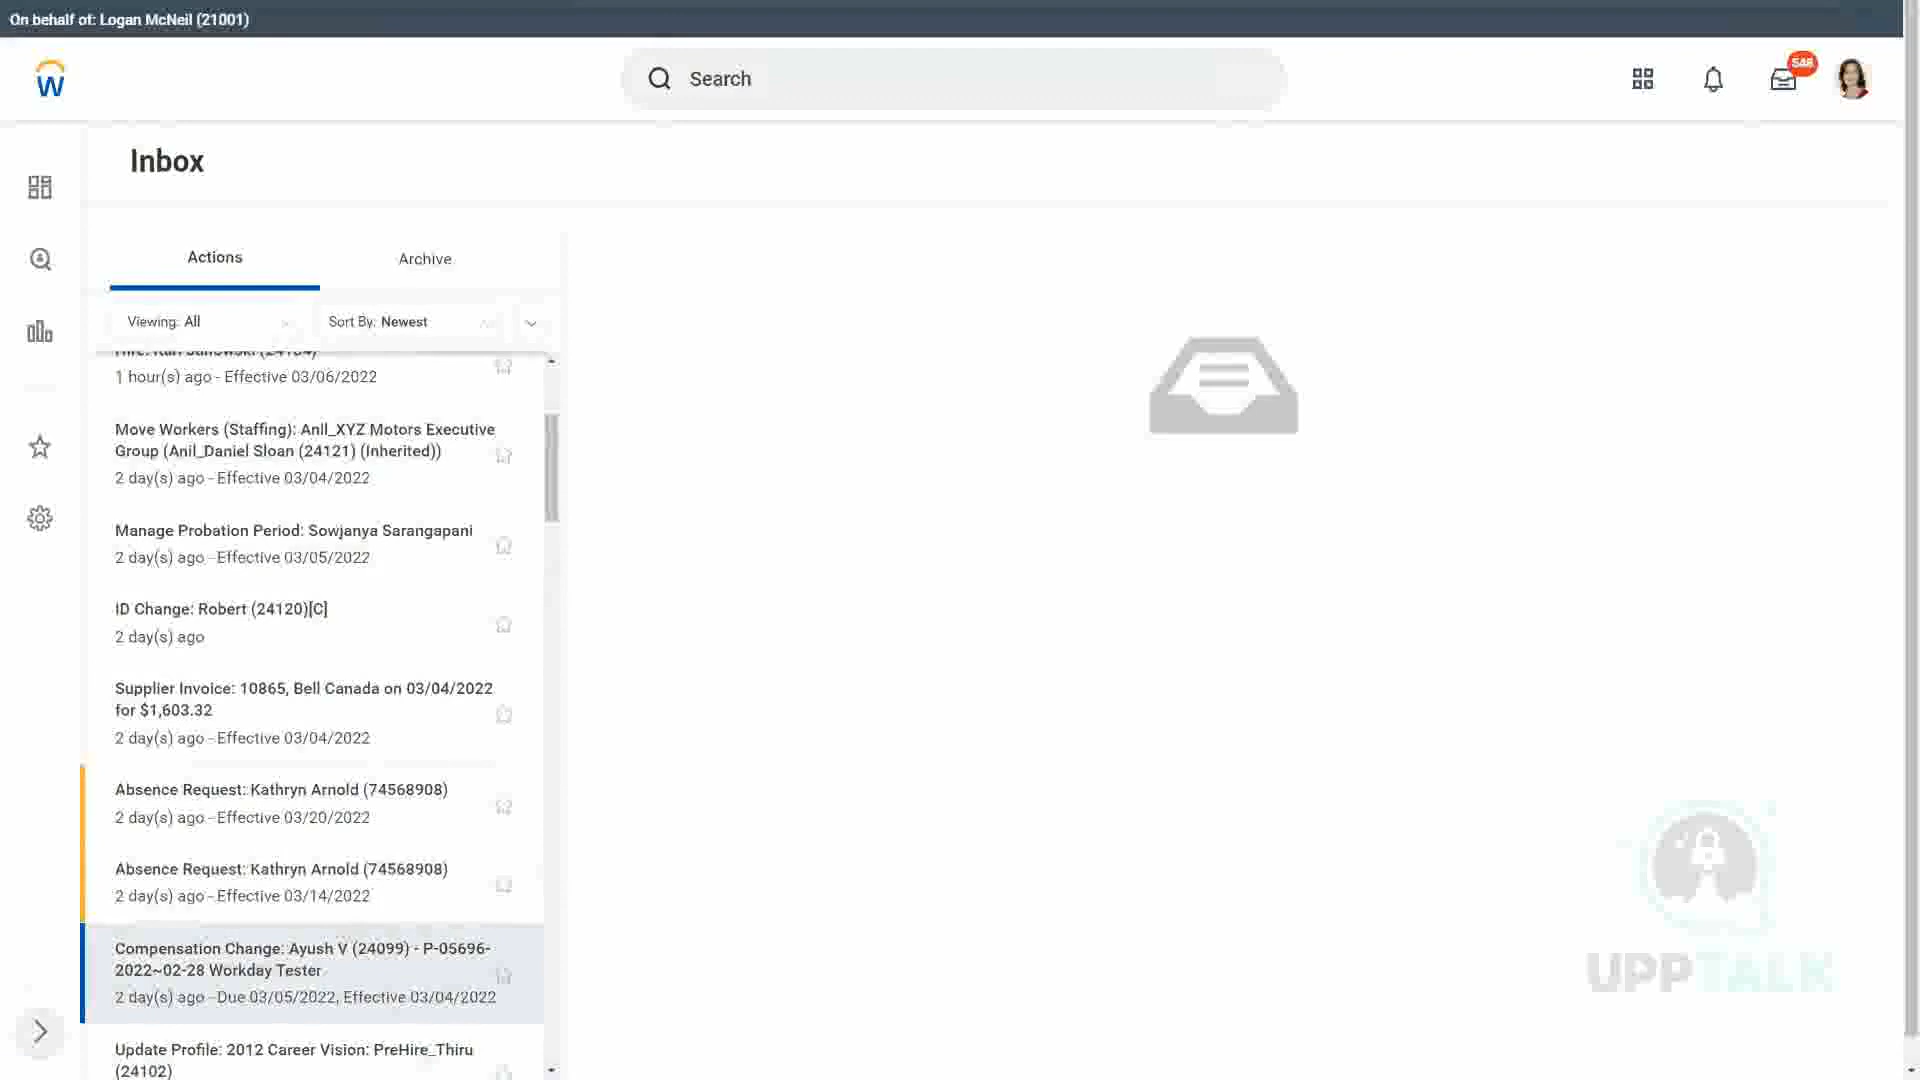 On behalf of: Logan McNeil (21001)
W
Search
548
Inbox
Actions
Archive
Viewing: All
Sort By: Newest
1 hour(s) ago - Effective 03/06/2022
Move Workers (Staffing): Anil_XYZ Motors Executive
Group (Anil_Daniel Sloan (24121) (Inherited))
2 day(s) ago - Effective 03/04/2022
Manage Probation Period: Sowjanya Sarangapani
2 day(s) ago - Effective 03/05/2022
ID Change: Robert (24120)[C]
2 day(s) ago
Supplier Invoice: 10865, Bell Canada on 03/04/2022
for $1,603.32
2 day(s) ago - Effective 03/04/2022
Absence Request: Kathryn Arnold (74568908)
2 day(s) ago - Effective 03/20/2022
Absence Request: Kathryn Arnold (74568908)
2 day(s) ago - Effective 03/14/2022
Compensation Change: Ayush V (24099) - P-05696-
2022~02-28 Workday Tester
2 day(s) ago - Due 03/05/2022, Effective 03/04/2022
Update Profile: 2012 Career Vision: PreHire_Thiru
(24102)
UPPTALK